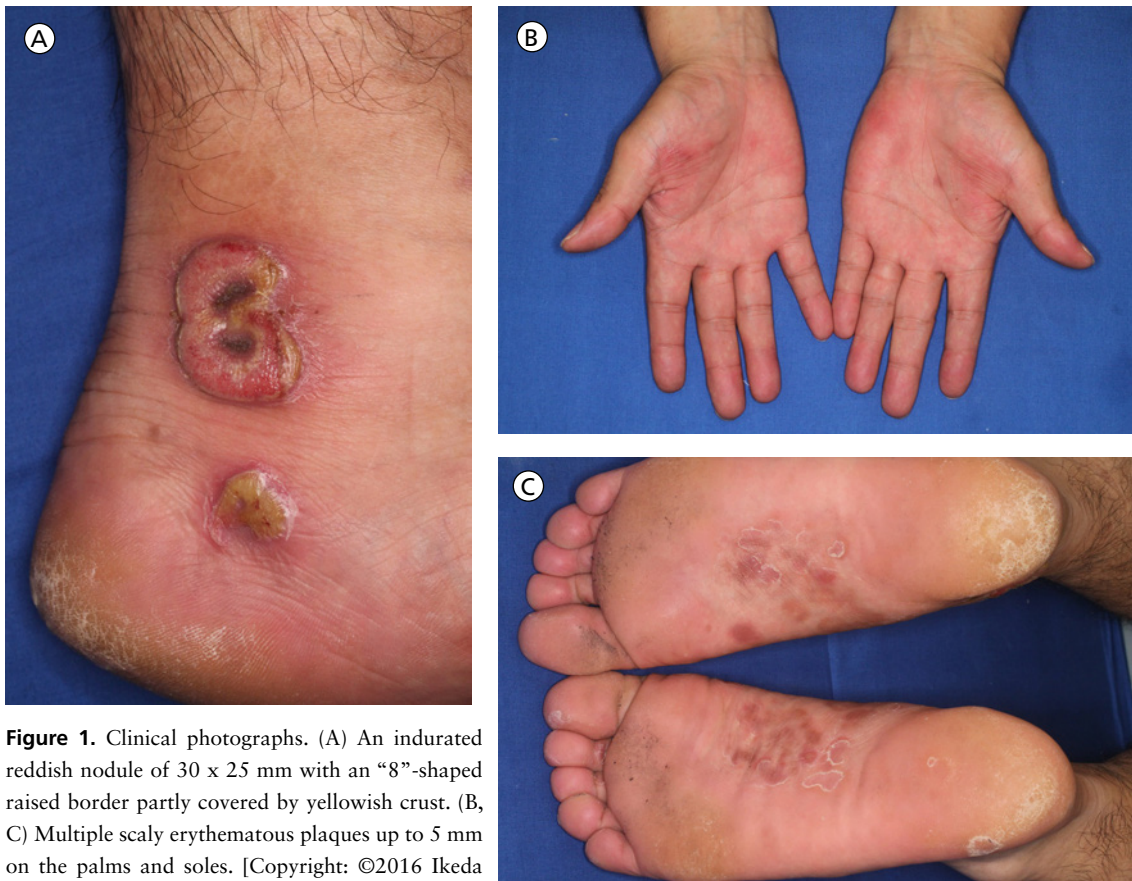 A
B
C
Figure 1. Clinical photographs. (A) An indurated
reddish nodule of 30 x 25 mm with an “8”-shaped
raised border partly covered by yellowish crust. (B,
C) Multiple scaly erythematous plaques up to 5 mm
on the palms and soles. [Copyright: ©2016 Ikeda